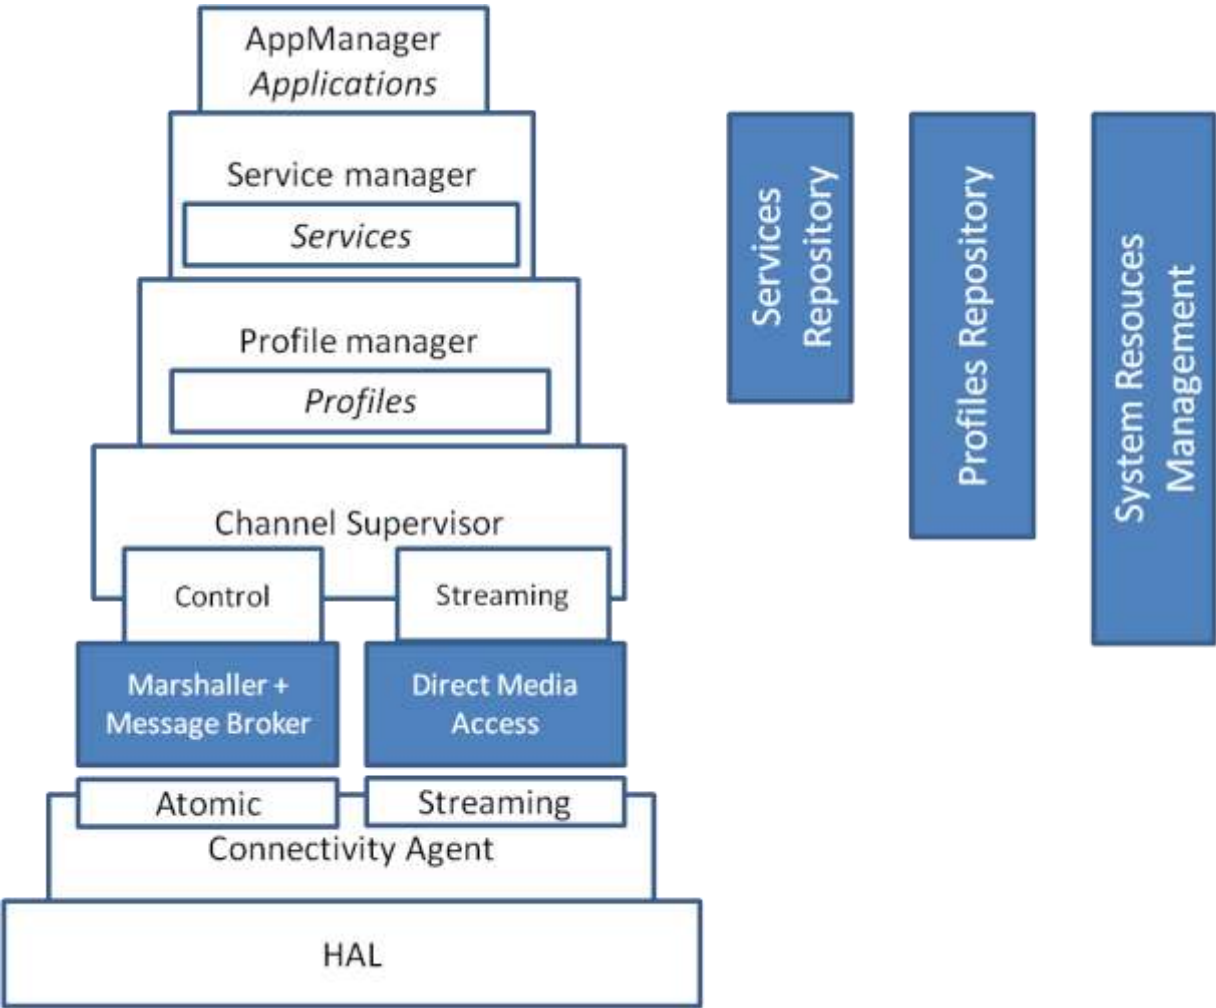 AppManager
Applications
Service manager
Services
Profile manager
Profiles
Channel Supervisor
Control
Streaming
Marshaller +
Message Broker
Direct Media
Access
Atomic
Streaming
Connectivity Agent
HAL
Services
Repository
Profiles Repository
System Resouces
Management